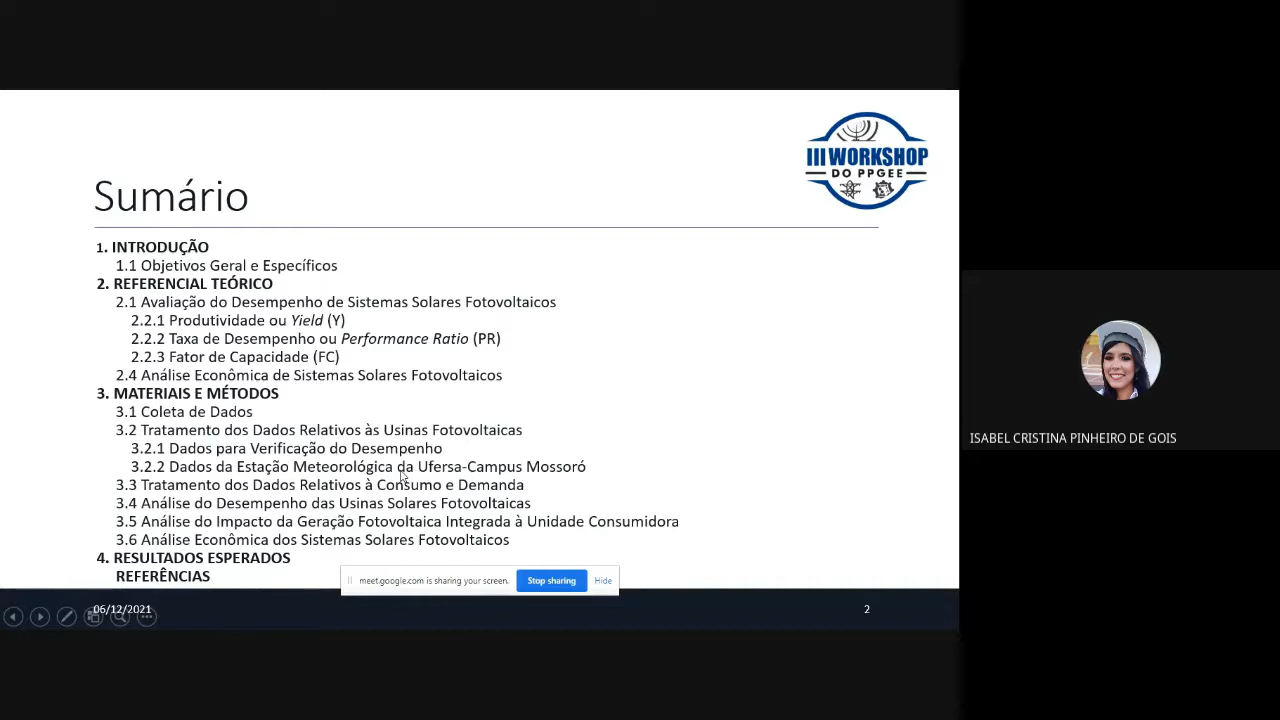 III WORKSHOP
DO PPGEE
Sumário
1. INTRODUÇÃO
1.1 Objetivos Geral e Específicos
2. REFERENCIAL TEÓRICO
2.1 Avaliação do Desempenho de Sistemas Solares Fotovoltaicos
2.2.1 Produtividade ou Yield (Y)
2.2.2 Taxa de Desempenho ou Performance Ratio (PR)
2.2.3 Fator de Capacidade (FC)
2.4 Análise Econômica de Sistemas Solares Fotovoltaicos
3. MATERIAIS E MÉTODOS
3.1 Coleta de Dados
3.2 Tratamento dos Dados Relativos às Usinas Fotovoltaicas
3.2.1 Dados para Verificação do Desempenho
3.2.2 Dados da Estação Meteorológica da Ufersa-Campus Mossoró
3.3 Tratamento dos Dados Relativos à Consumo e Demanda
3.4 Análise do Desempenho das Usinas Solares Fotovoltaicas
3.5 Análise do Impacto da Geração Fotovoltaica Integrada à Unidade Consumidora
3.6 Análise Econômica dos Sistemas Solares Fotovoltaicos
4. RESULTADOS ESPERADOS
REFERÊNCIAS
meet.google.com is sharing your screen. Stop sharing Hide
06/12/2021 2
ISABEL CRISTINA PINHEIRO DE GOIS